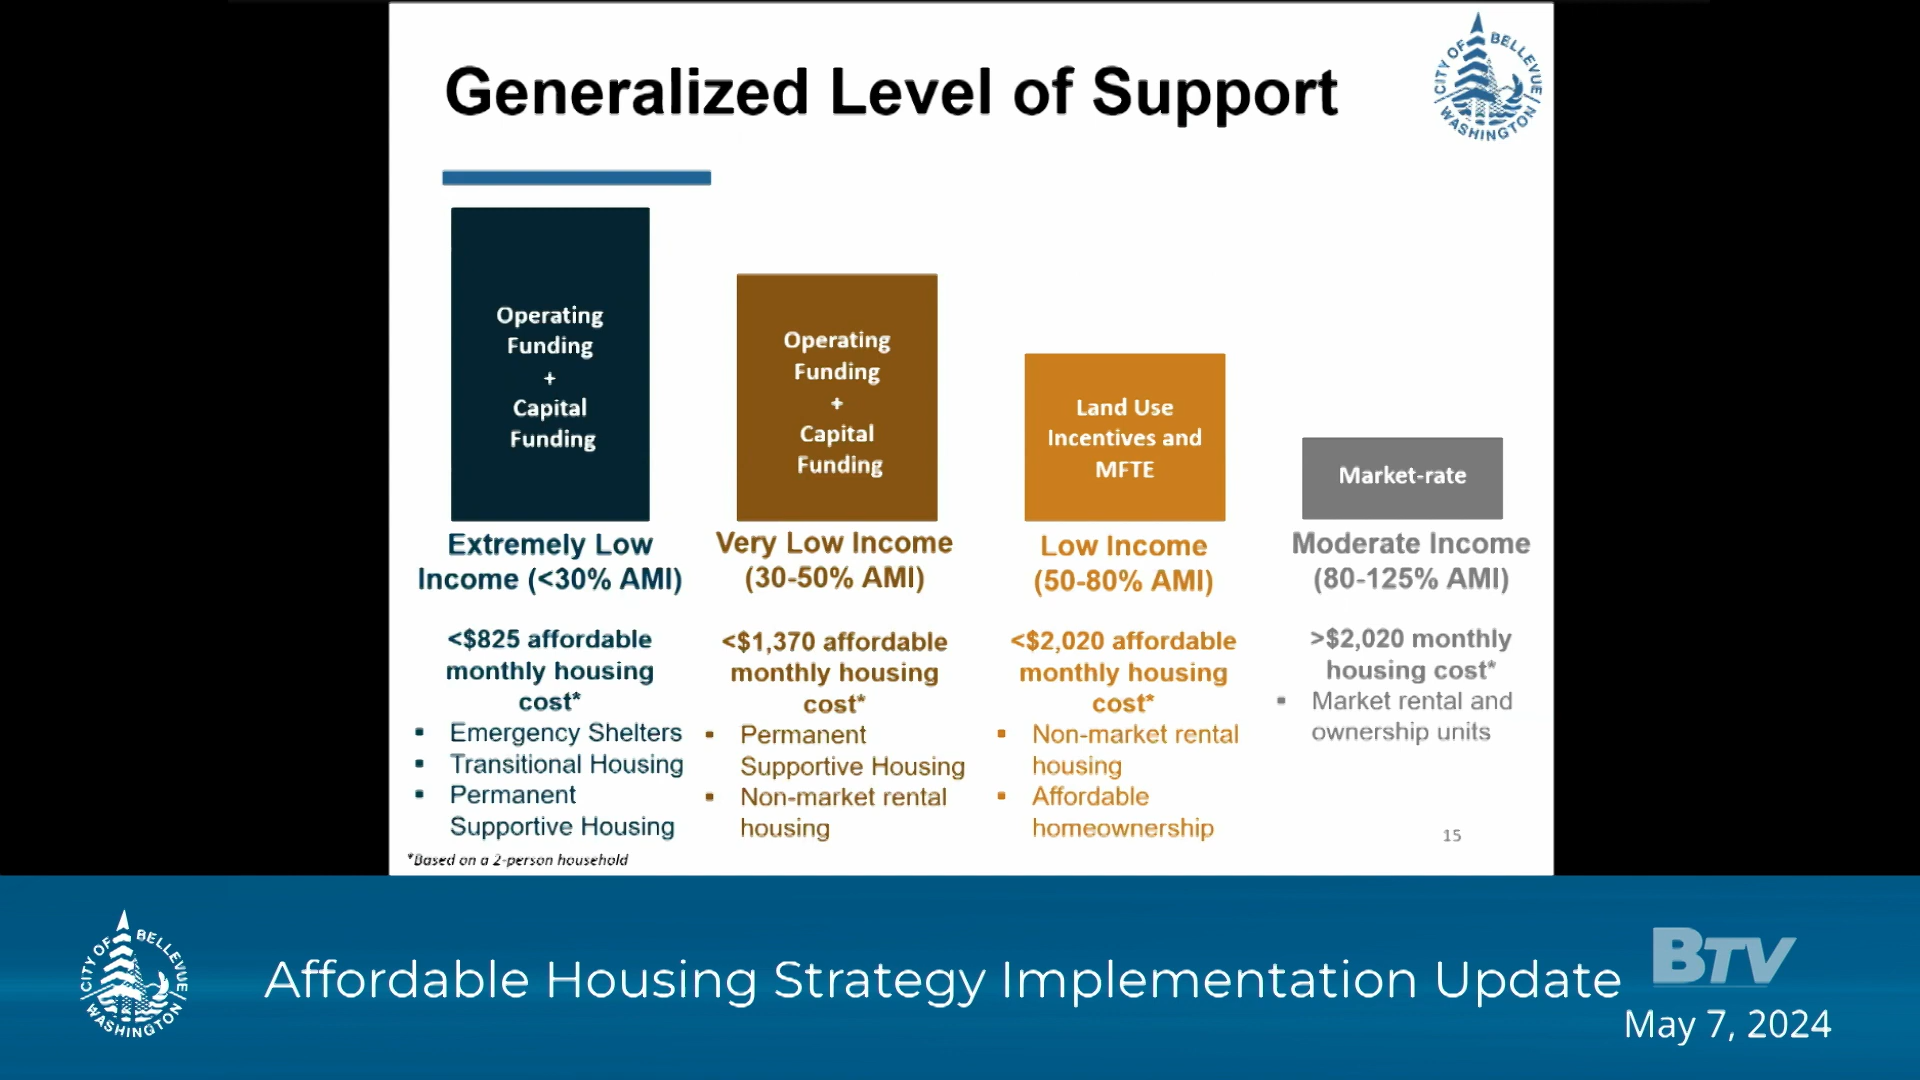 Generalized Level of Support
CITY OF BELLEVUE
WASHINGTON
Operating
Funding
+
Capital
Funding
Operating
Funding
+
Capital
Funding
Land Use
Incentives and
MFTE
Market-rate
Extremely Low
Income (<30% AMI)
<$825 affordable
monthly housing
cost*
▪ Emergency Shelters
▪ Transitional Housing
▪ Permanent
Supportive Housing
Very Low Income
(30-50% AMI)
<$1,370 affordable
monthly housing
cost*
▪ Permanent
Supportive Housing
▪ Non-market rental
housing
Low Income
(50-80% AMI)
<$2,020 affordable
monthly housing
cost*
▪ Non-market rental
housing
▪ Affordable
homeownership
Moderate Income
(80-125% AMI)
>$2,020 monthly
housing cost*
▪ Market rental and
ownership units
15
*Based on a 2-person household
CITY OF BELLEVUE
WASHINGTON
Affordable Housing Strategy Implementation Update
BTV
May 7, 2024